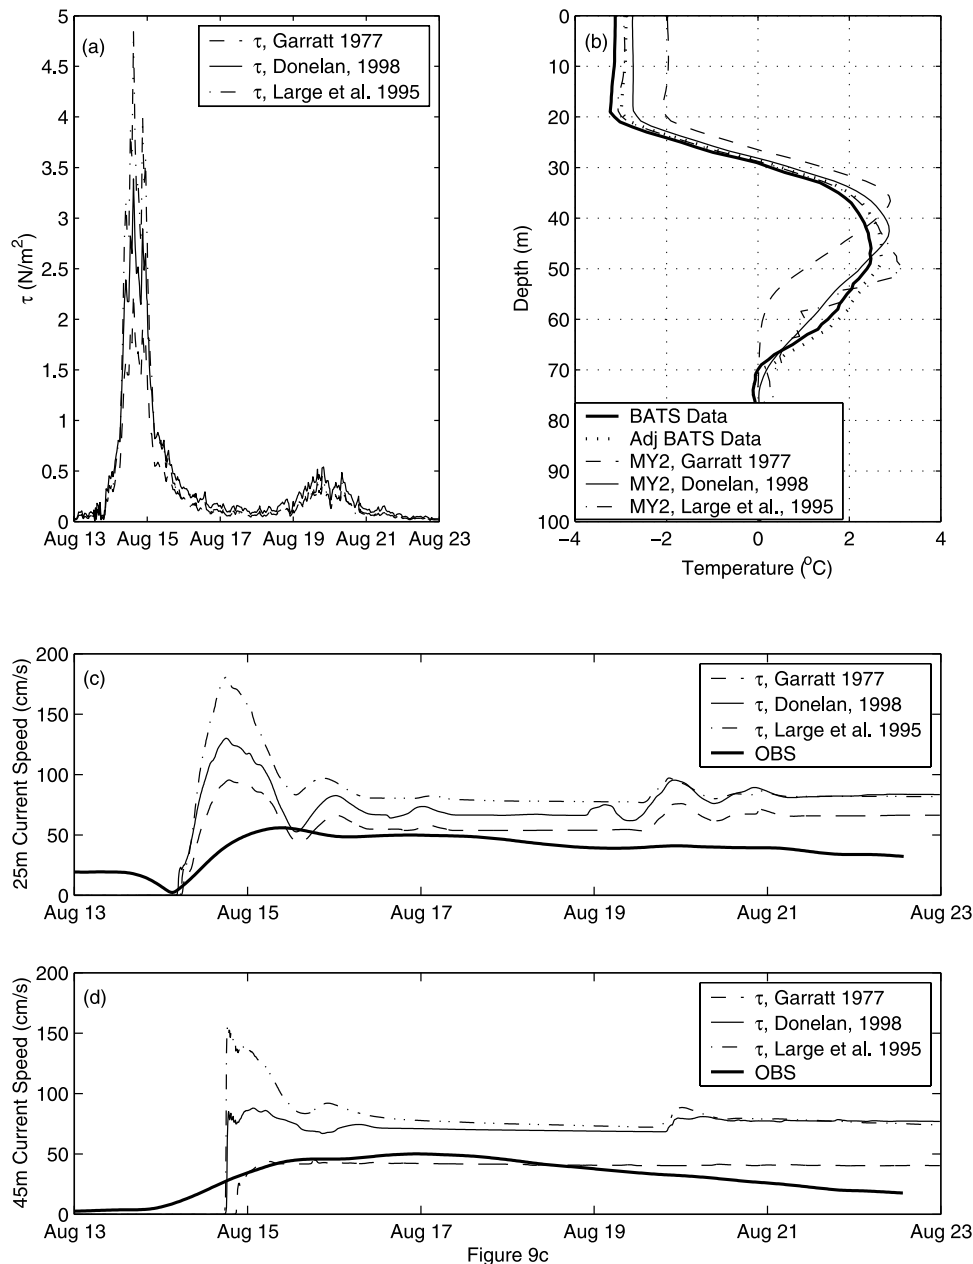 (a)
τ, Garratt 1977
τ, Donelan, 1998
τ, Large et al. 1995
5
4.5
4
3.5
3
2.5
2
1.5
1
0.5
0
τ (N/m²)
Aug 13 Aug 15 Aug 17 Aug 19 Aug 21 Aug 23
(b)
0
10
20
30
40
50
60
70
80
90
100
Depth (m)
BATS Data
Adj BATS Data
MY2, Garratt 1977
MY2, Donelan, 1998
MY2, Large et al., 1995
−4 −2 0 2 4
Temperature (°C)
(c)
200
150
100
50
0
25m Current Speed (cm/s)
τ, Garratt 1977
τ, Donelan, 1998
τ, Large et al. 1995
OBS
Aug 13 Aug 15 Aug 17 Aug 19 Aug 21 Aug 23
(d)
200
150
100
50
0
45m Current Speed (cm/s)
τ, Garratt 1977
τ, Donelan, 1998
τ, Large et al. 1995
OBS
Aug 13 Aug 15 Aug 17 Aug 19 Aug 21 Aug 23
Figure 9c